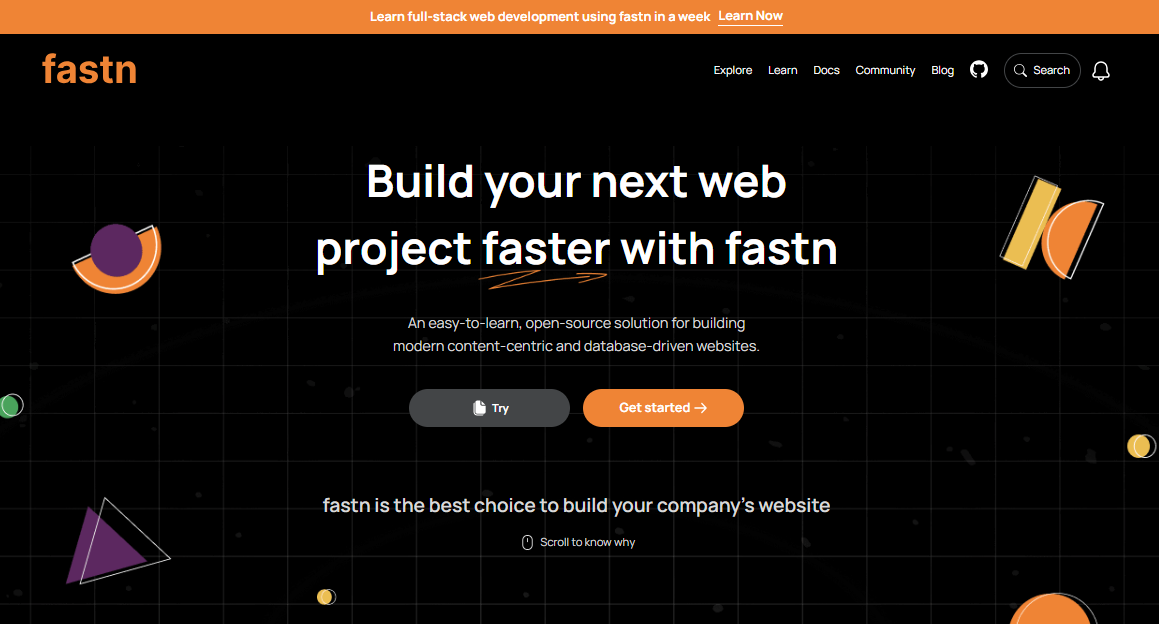 Learn full-stack web development using fastn in a week Learn Now
fastn
Explore Learn Docs Community Blog Search
Build your next web
project faster with fastn
An easy-to-learn, open-source solution for building
modern content-centric and database-driven websites.
Try Get started
fastn is the best choice to build your company's website
Scroll to know why